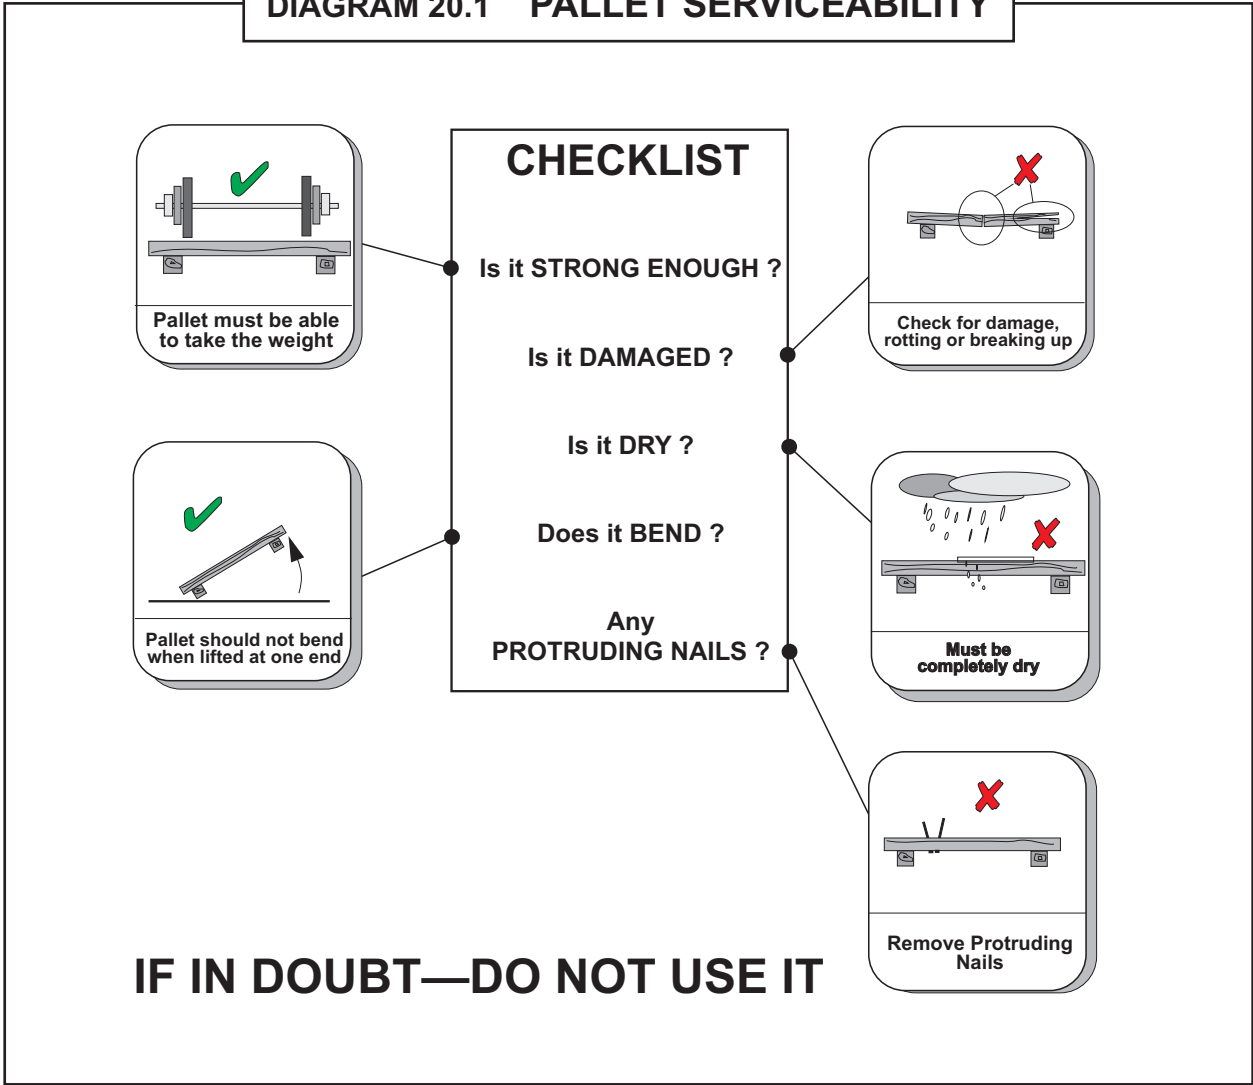 DIAGRAM 20.1 PALLET SERVICEABILITY
CHECKLIST
Is it STRONG ENOUGH ?
Is it DAMAGED ?
Is it DRY ?
Does it BEND ?
Any
PROTRUDING NAILS ?
Pallet must be able
to take the weight
Pallet should not bend
when lifted at one end
Check for damage,
rotting or breaking up
Must be
completely dry
Remove Protruding
Nails
IF IN DOUBT—DO NOT USE IT